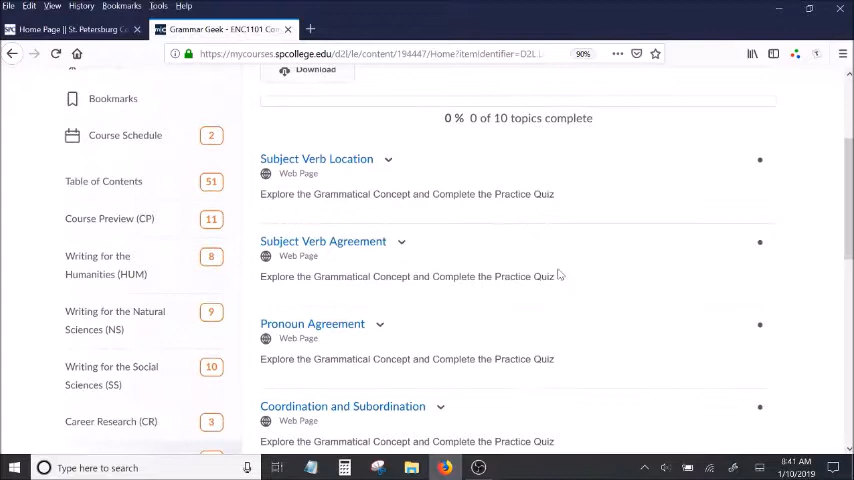 File Edit View History Bookmarks Tools Help
Home Page || St. Petersburg Co
Grammar Geek - ENC1101 Con
https://mycourses.spcollege.edu/d2l/le/content/194447/Home?itemIdentifier=D2L.L
90%
Download
Bookmarks
0 % 0 of 10 topics complete
Course Schedule 2
Subject Verb Location
Web Page
Table of Contents 51
Explore the Grammatical Concept and Complete the Practice Quiz
Course Preview (CP) 11
Subject Verb Agreement
Web Page
Writing for the
Humanities (HUM) 8
Explore the Grammatical Concept and Complete the Practice Quiz
Writing for the Natural
Sciences (NS) 9
Pronoun Agreement
Web Page
Explore the Grammatical Concept and Complete the Practice Quiz
Writing for the Social
Sciences (SS) 10
Coordination and Subordination
Web Page
Career Research (CR) 3
Explore the Grammatical Concept and Complete the Practice Quiz
Type here to search
8:41 AM
1/10/2019